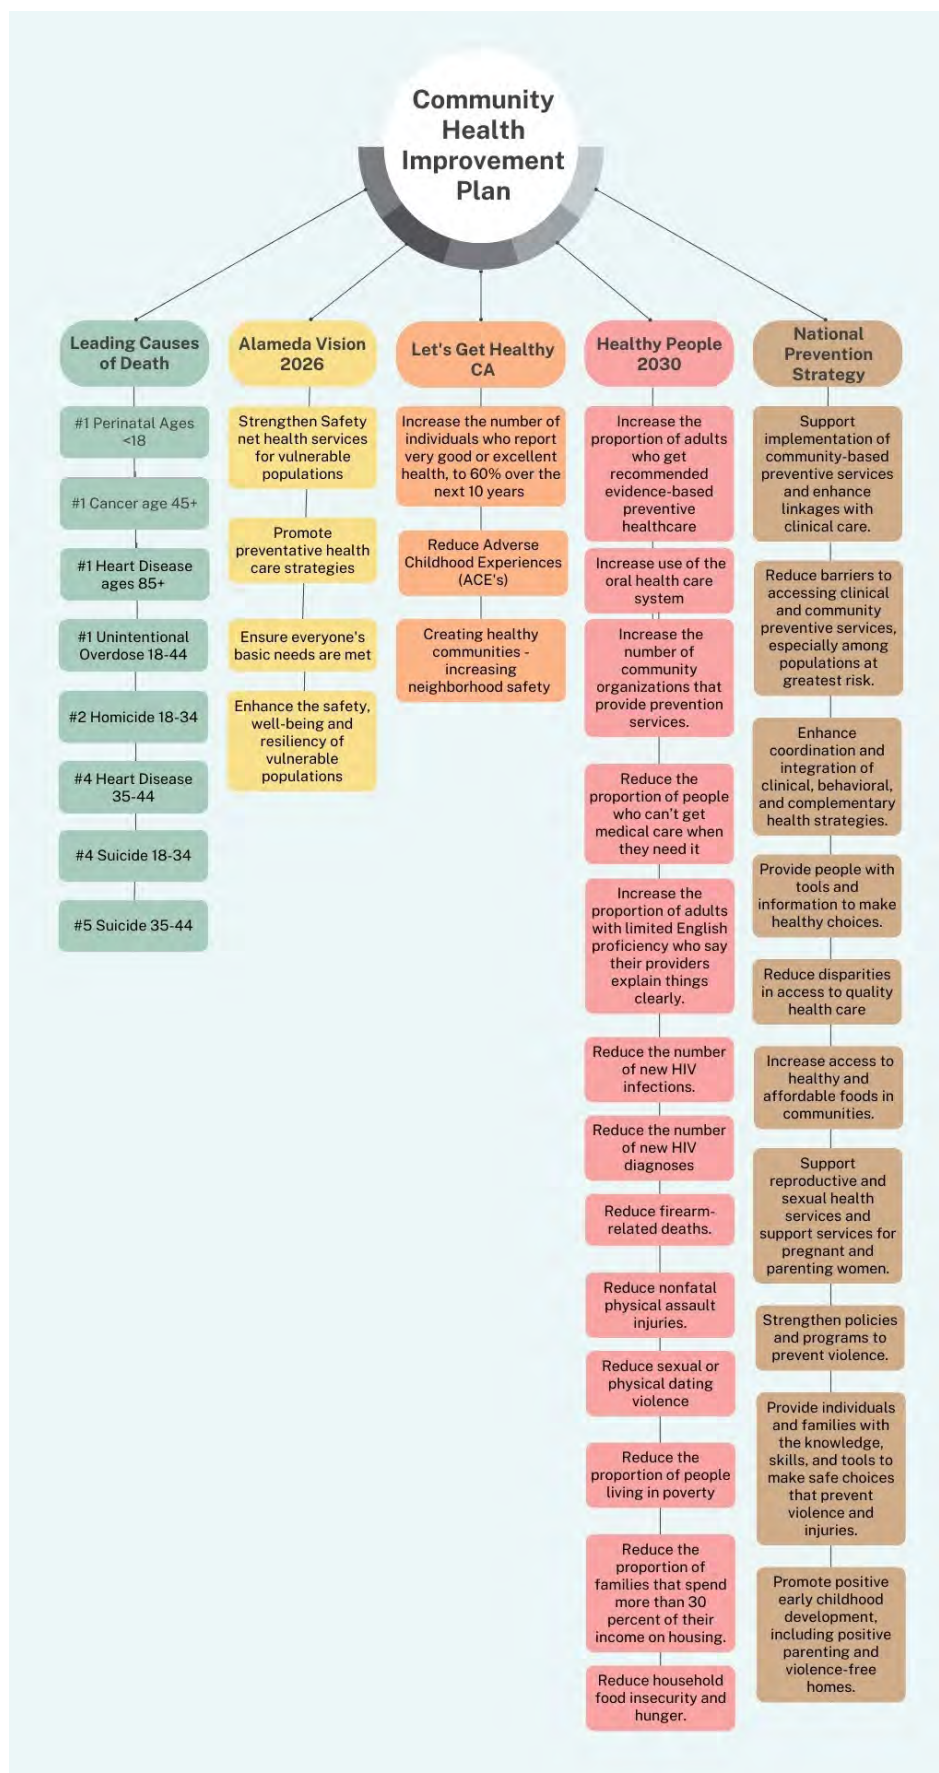 Community
Health
Improvement
Plan
Leading Causes
of Death
#1 Perinatal Ages
<18
#1 Cancer age 45+
#1 Heart Disease
ages 85+
#1 Unintentional
Overdose 18-44
#2 Homicide 18-34
#4 Heart Disease
35-44
#4 Suicide 18-34
#5 Suicide 35-44
Alameda Vision
2026
Strengthen Safety
net health services
for vulnerable
populations
Promote
preventative health
care strategies
Ensure everyone's
basic needs are met
Enhance the safety,
well-being and
resiliency of
vulnerable
populations
Let's Get Healthy
CA
Increase the number of
individuals who report
very good or excellent
health, to 60% over the
next 10 years
Reduce Adverse
Childhood Experiences
(ACE's)
Creating healthy
communities -
increasing
neighborhood safety
Healthy People
2030
Increase the
proportion of adults
who get
recommended
evidence-based
preventive
healthcare
Increase use of the
oral health care
system
Increase the
number of
community
organizations that
provide prevention
services.
Reduce the
proportion of people
who can't get
medical care when
they need it
Increase the
proportion of adults
with limited English
proficiency who say
their providers
explain things
clearly.
Reduce the number
of new HIV
infections.
Reduce the number
of new HIV
diagnoses
Reduce firearm-
related deaths.
Reduce nonfatal
physical assault
injuries.
Reduce sexual or
physical dating
violence
Reduce the
proportion of people
living in poverty
Reduce the
proportion of
families that spend
more than 30
percent of their
income on housing.
Reduce household
food insecurity and
hunger.
National
Prevention
Strategy
Support
implementation of
community-based
preventive services
and enhance
linkages with
clinical care.
Reduce barriers to
accessing clinical
and community
preventive services,
especially among
populations at
greatest risk.
Enhance
coordination and
integration of
clinical, behavioral,
and complementary
health strategies.
Provide people with
tools and
information to make
healthy choices.
Reduce disparities
in access to quality
health care
Increase access to
healthy and
affordable foods in
communities.
Support
reproductive and
sexual health
services and
support services for
pregnant and
parenting women.
Strengthen policies
and programs to
prevent violence.
Provide individuals
and families with
the knowledge,
skills, and tools to
make safe choices
that prevent
violence and
injuries.
Promote positive
early childhood
development,
including positive
parenting and
violence-free
homes.